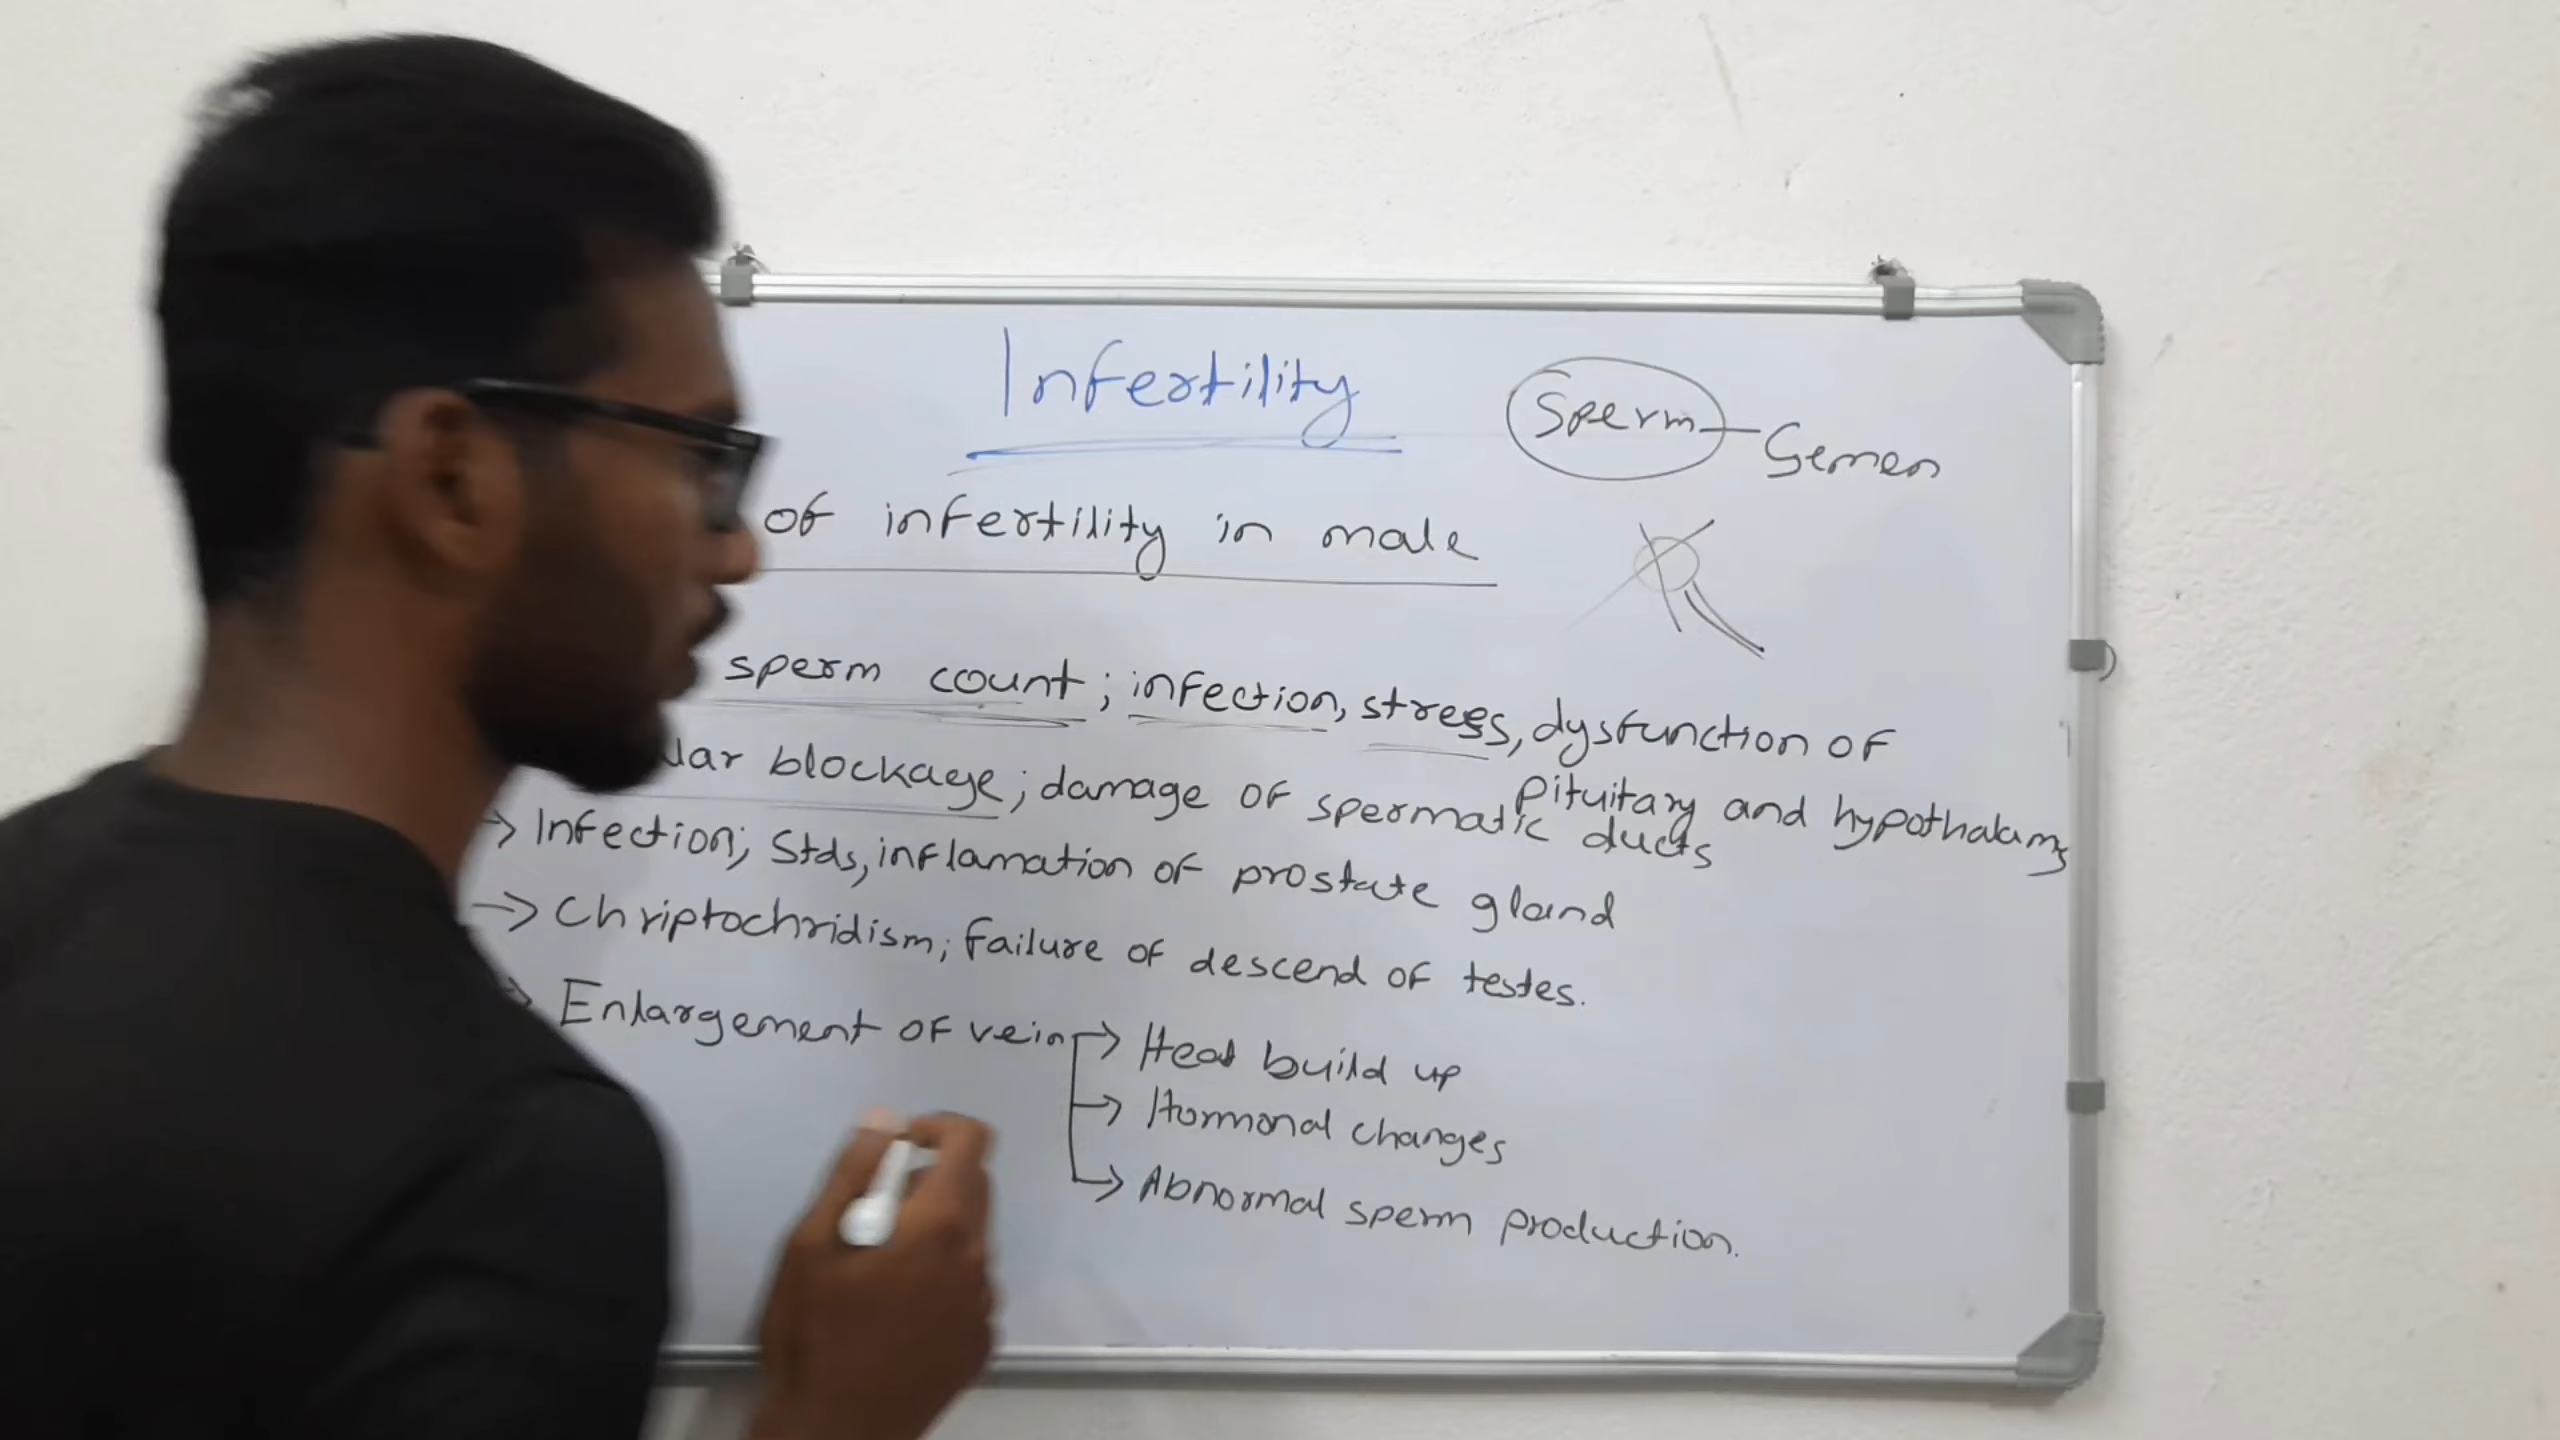 Infertility
Sperm - Semen
of infertility in male
sperm count; infection, stress, dysfunction of
Pituitary and hypothalams
blockage; damage of spermatic ducts
→ Infection; Stds, inflamation of prostate gland
→ Chriptochridism; failure of descend of testes.
→ Enlargement of vein → Heat build up
→ Hormonal changes
→ Abnormal sperm production.